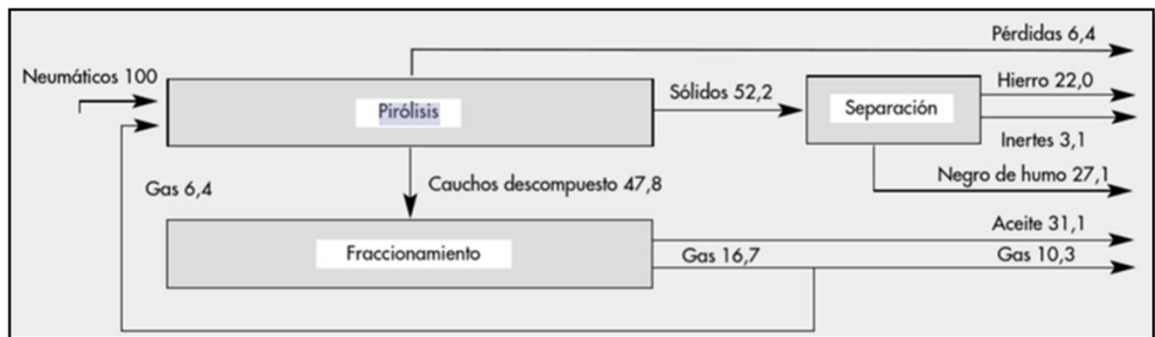 Pérdidas 6,4
Neumáticos 100
Pirólisis
Sólidos 52,2
Separación
Hierro 22,0
Inertes 3,1
Negro de humo 27,1
Gas 6,4
Cauchos descompuesto 47,8
Fraccionamiento
Aceite 31,1
Gas 16,7
Gas 10,3